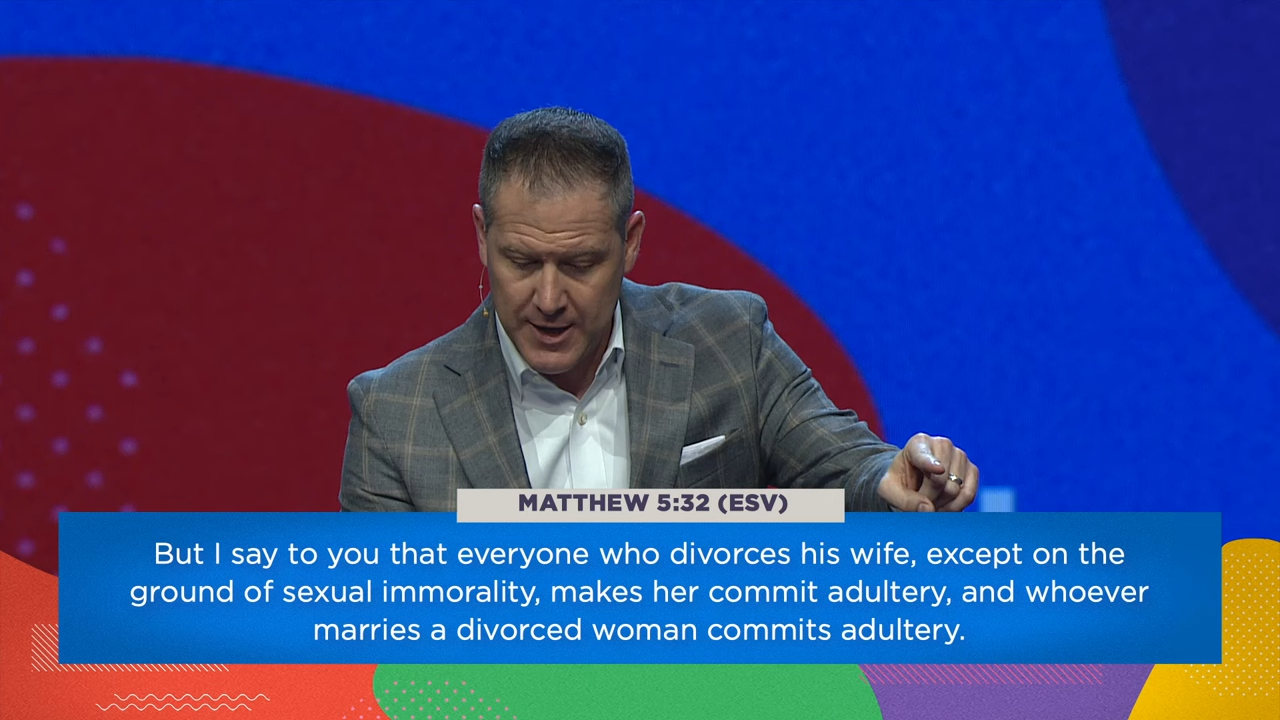 MATTHEW 5:32 (ESV)
But I say to you that everyone who divorces his wife, except on the
ground of sexual immorality, makes her commit adultery, and whoever
marries a divorced woman commits adultery.